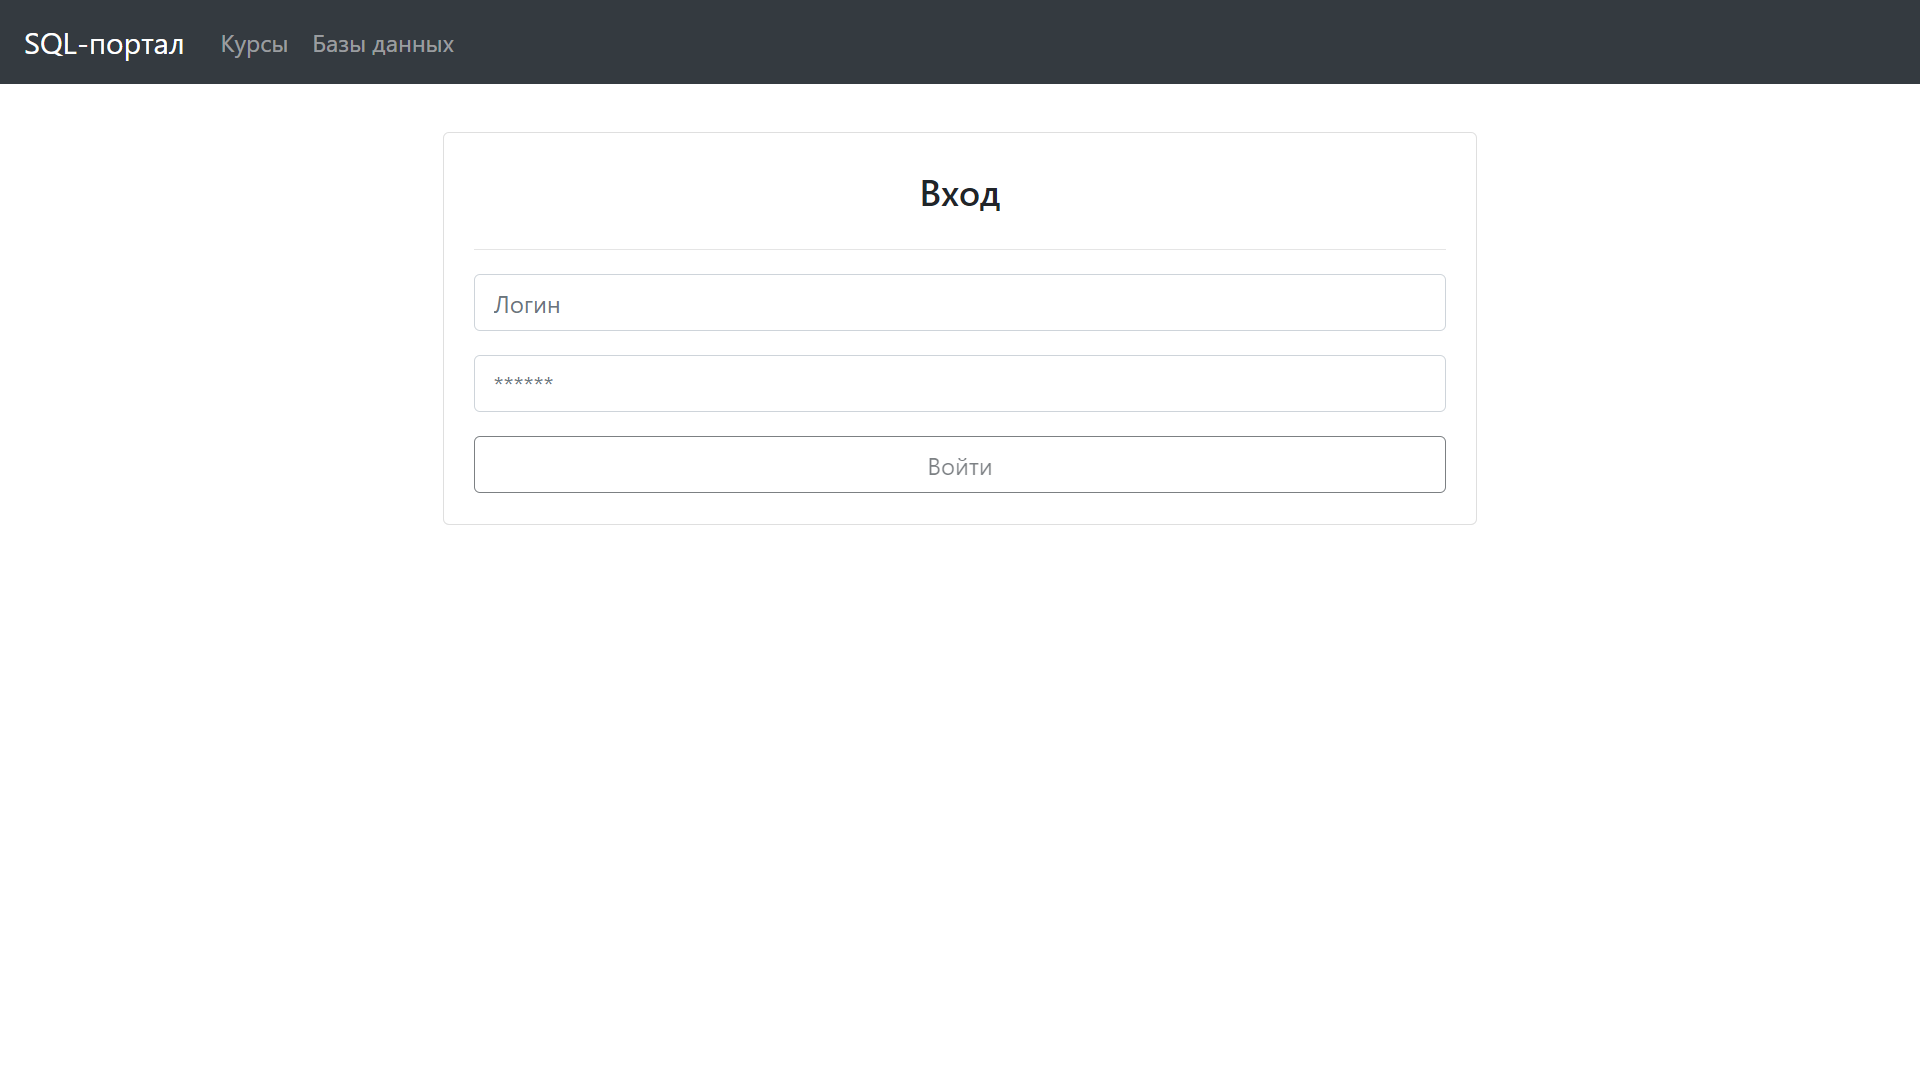 SQL-портал Курсы Базы данных
Вход
Логин
******
Войти